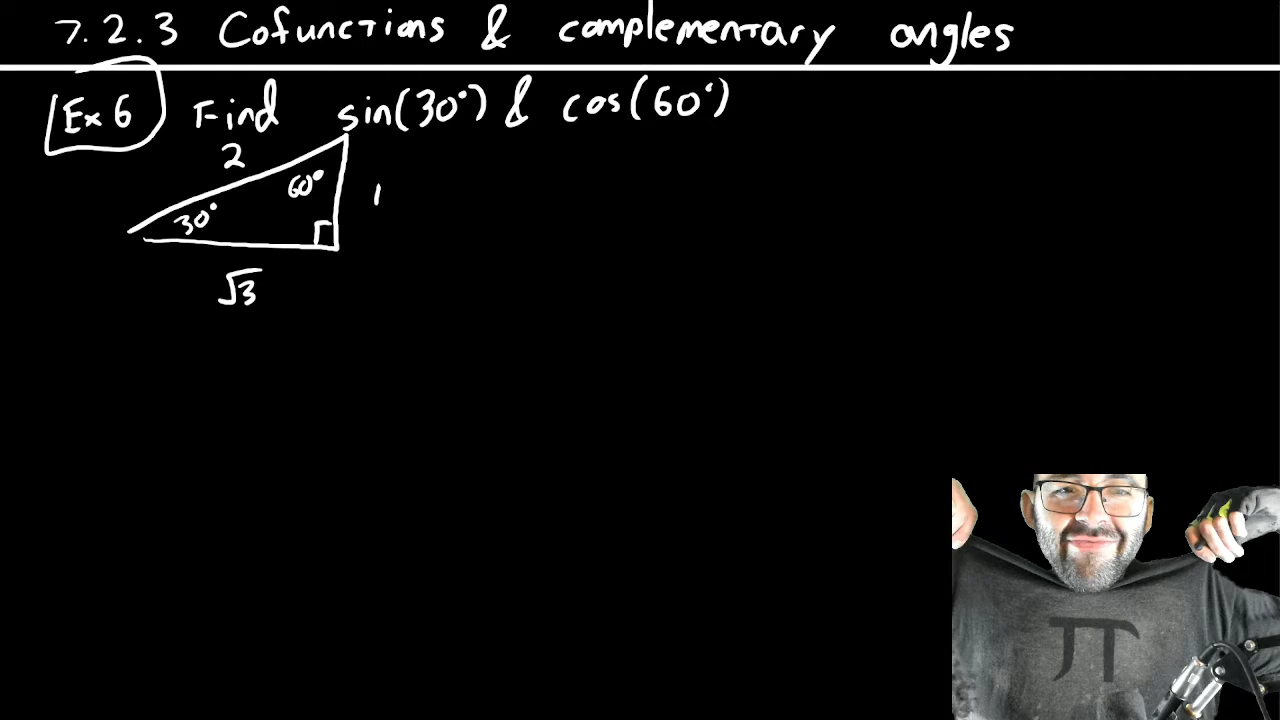 7.2.3 Cofunctions & complementary angles
Ex 6 Find sin(30°) & cos(60°)
2
60°
1
30°
√3
π